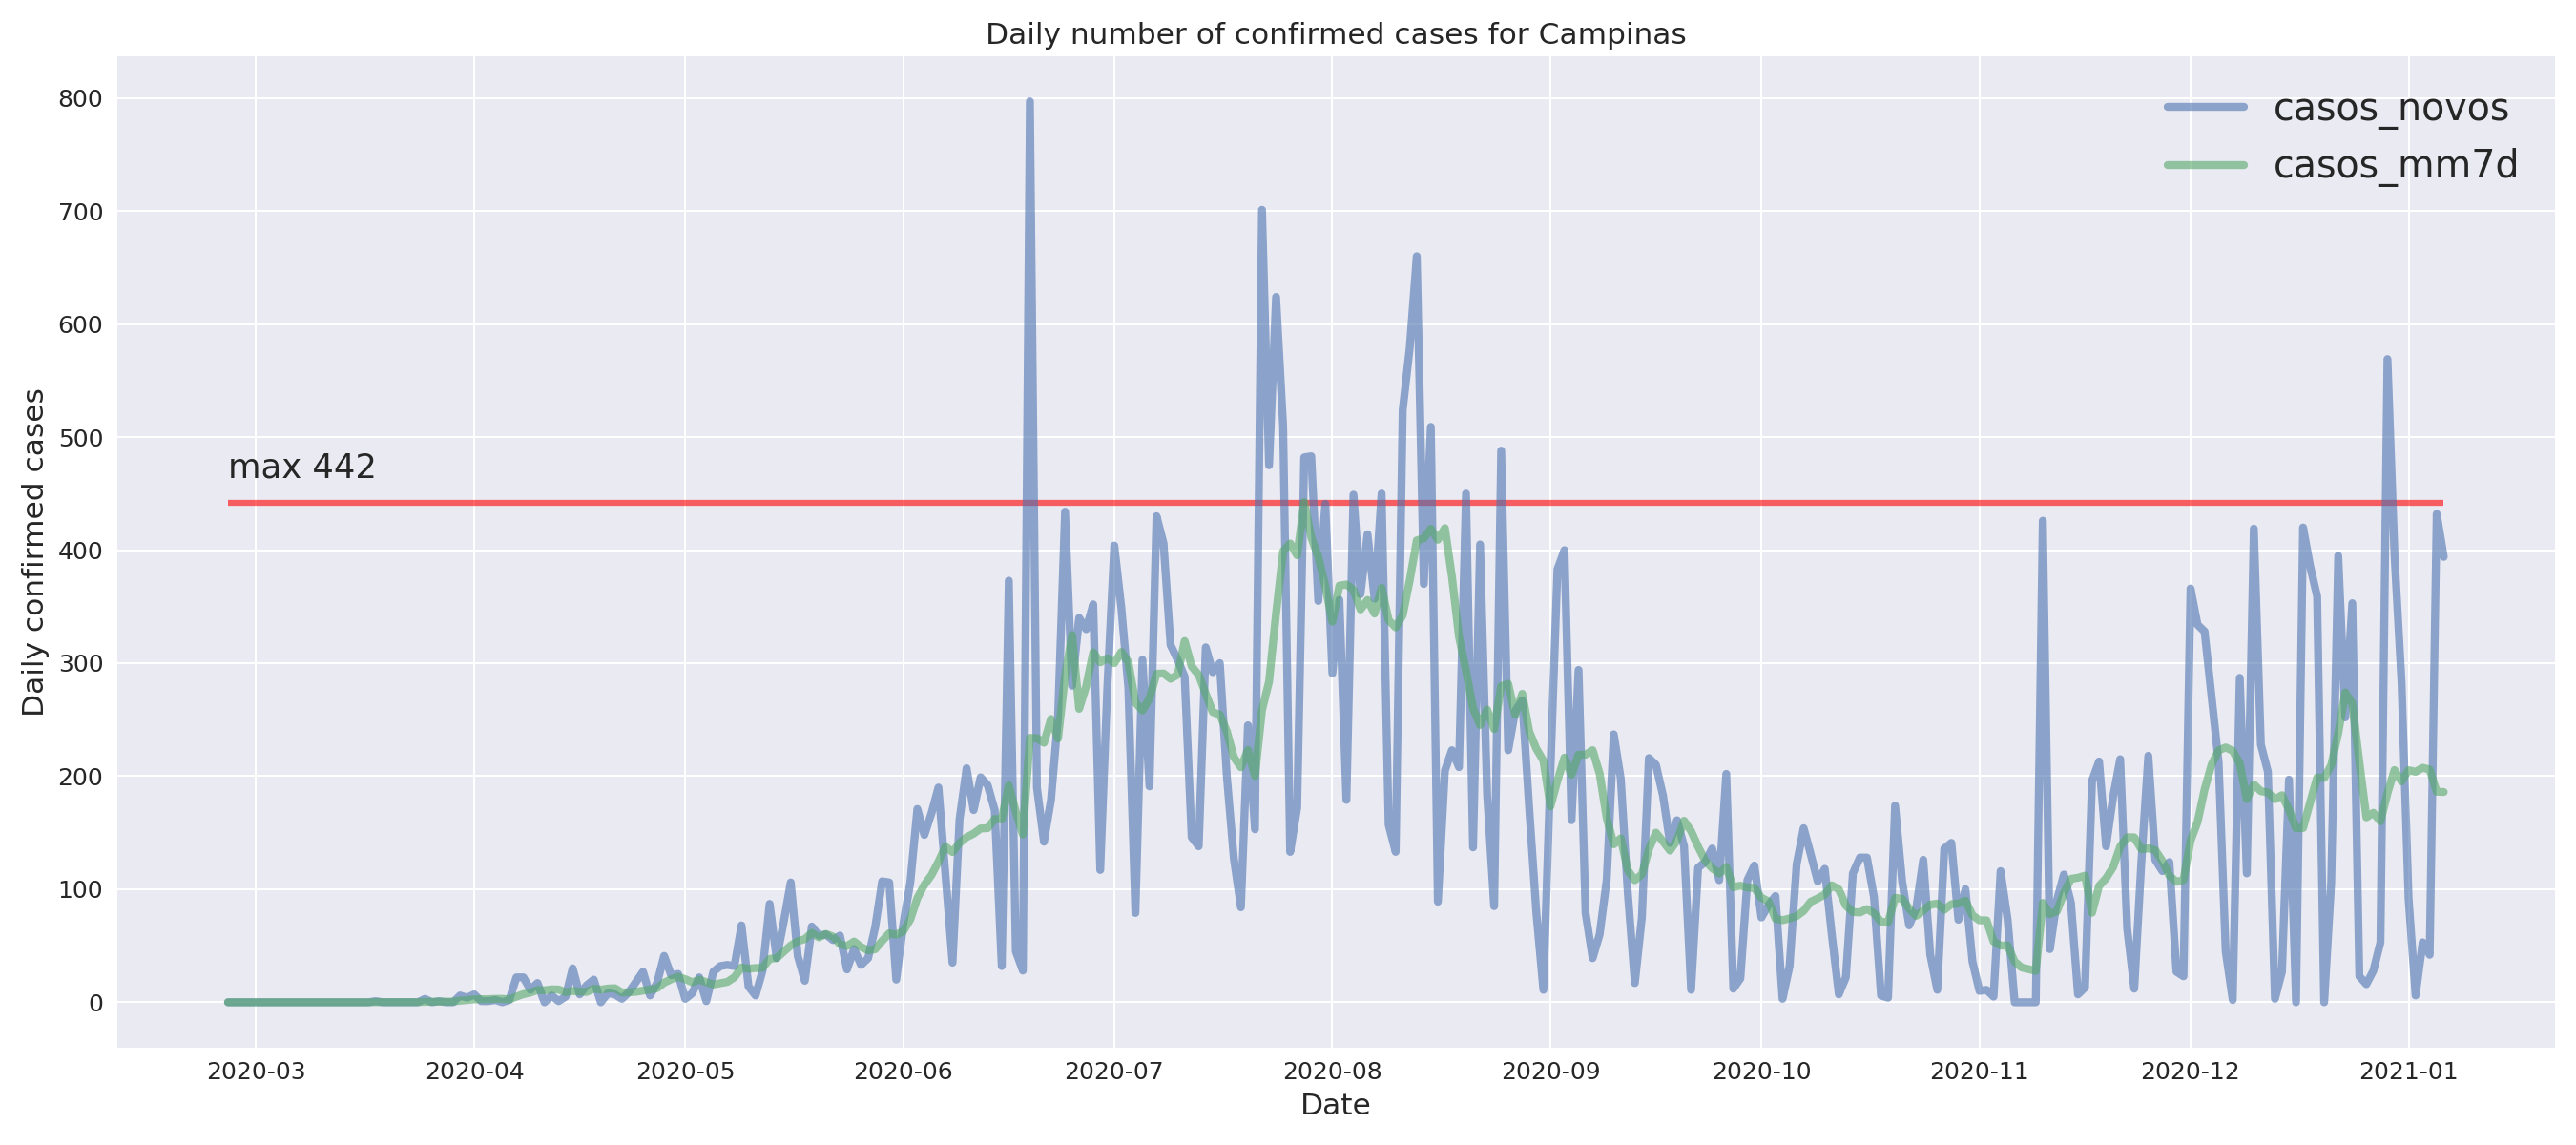 Daily number of confirmed cases for Campinas
casos_novos
casos_mm7d
max 442
Daily confirmed cases
800
700
600
500
400
300
200
100
0
2020-03 2020-04 2020-05 2020-06 2020-07 2020-08 2020-09 2020-10 2020-11 2020-12 2021-01
Date